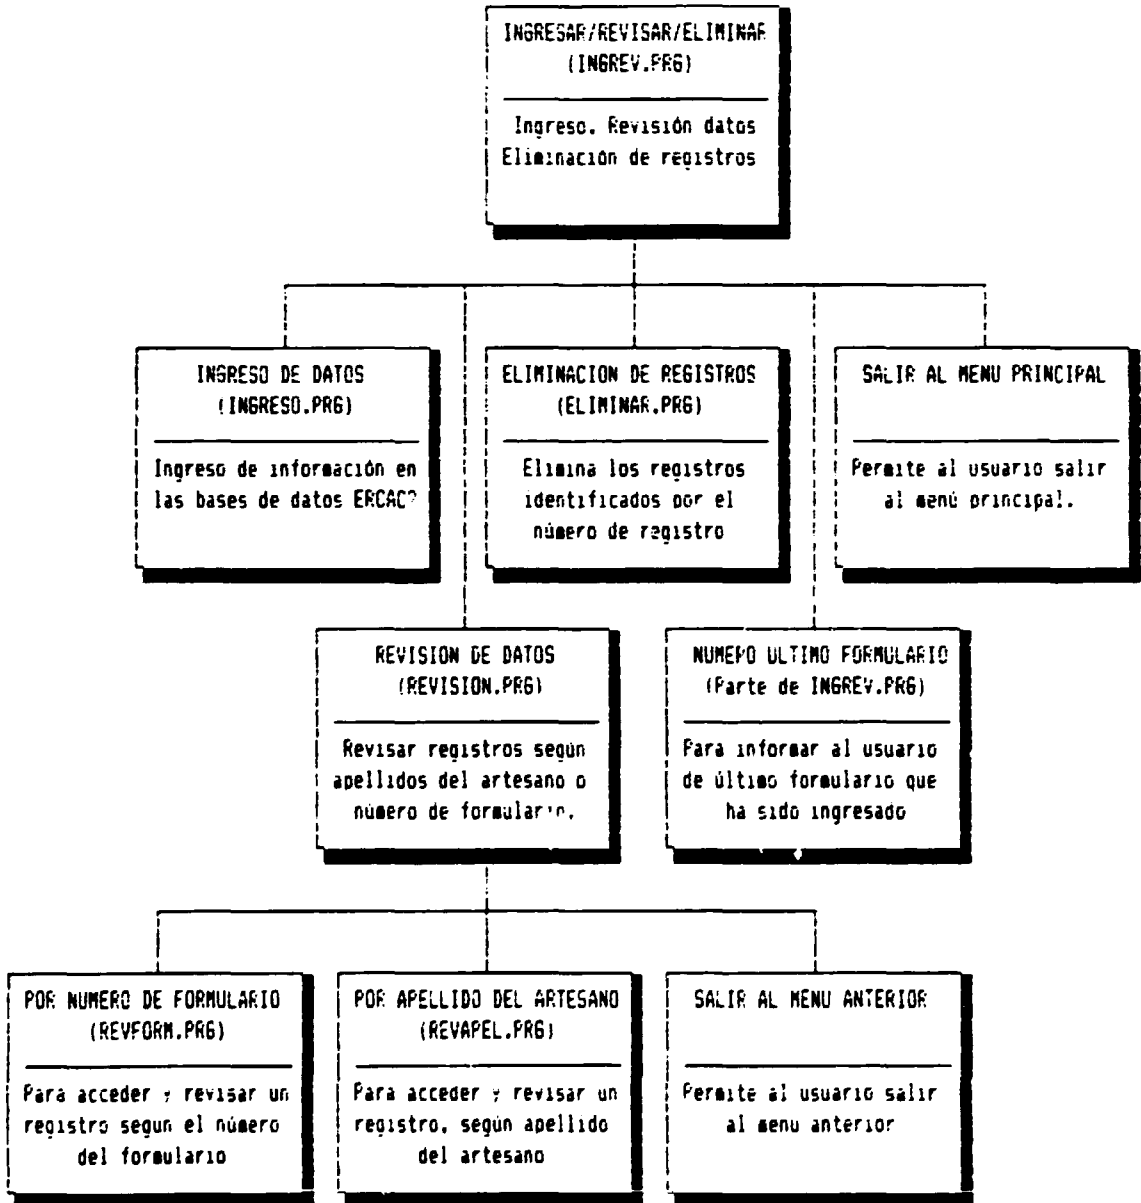 INGRESAR/REVISAR/ELIMINAR
(INGREV.PRG)
Ingreso. Revisión datos
Eliminación de registros
INGRESO DE DATOS
(INGRESO.PRG)
Ingreso de información en
las bases de datos ERCAC?
ELIMINACION DE REGISTROS
(ELIMINAR.PRG)
Elimina los registros
identificados por el
número de registro
SALIR AL MENU PRINCIPAL
Permite al usuario salir
al menú principal.
REVISION DE DATOS
(REVISION.PRG)
Revisar registros según
apellidos del artesano o
número de formulario.
NUMERO ULTIMO FORMULARIO
(Parte de INGREV.PRG)
Para informar al usuario
de último formulario que
ha sido ingresado
POR NUMERO DE FORMULARIO
(REVFORM.PRG)
Para acceder y revisar un
registro segun el número
del formulario
POR APELLIDO DEL ARTESANO
(REVAPEL.PRG)
Para acceder y revisar un
registro, según apellido
del artesano
SALIR AL MENU ANTERIOR
Permite al usuario salir
al menu anterior